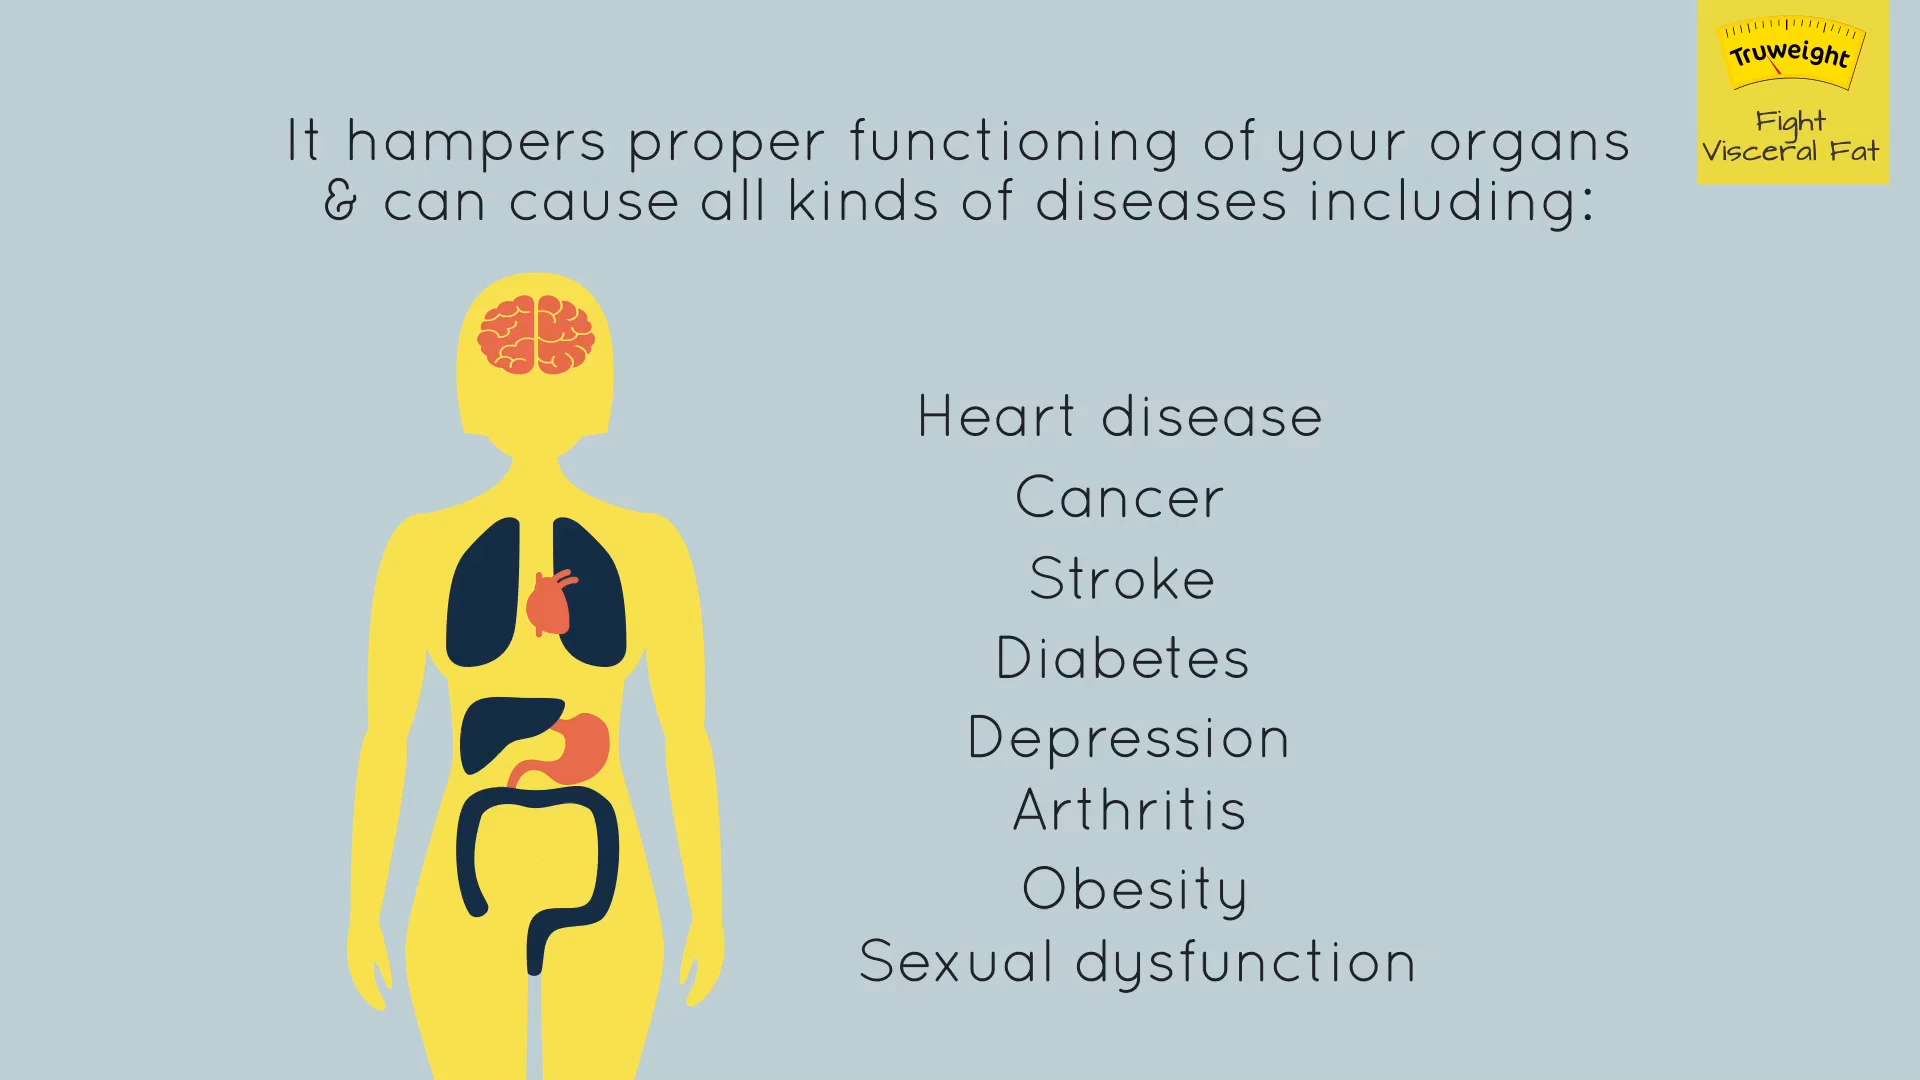 Truweight
Fight
Visceral Fat
It hampers proper functioning of your organs
& can cause all kinds of diseases including:
Heart disease
Cancer
Stroke
Diabetes
Depression
Arthritis
Obesity
Sexual dysfunction